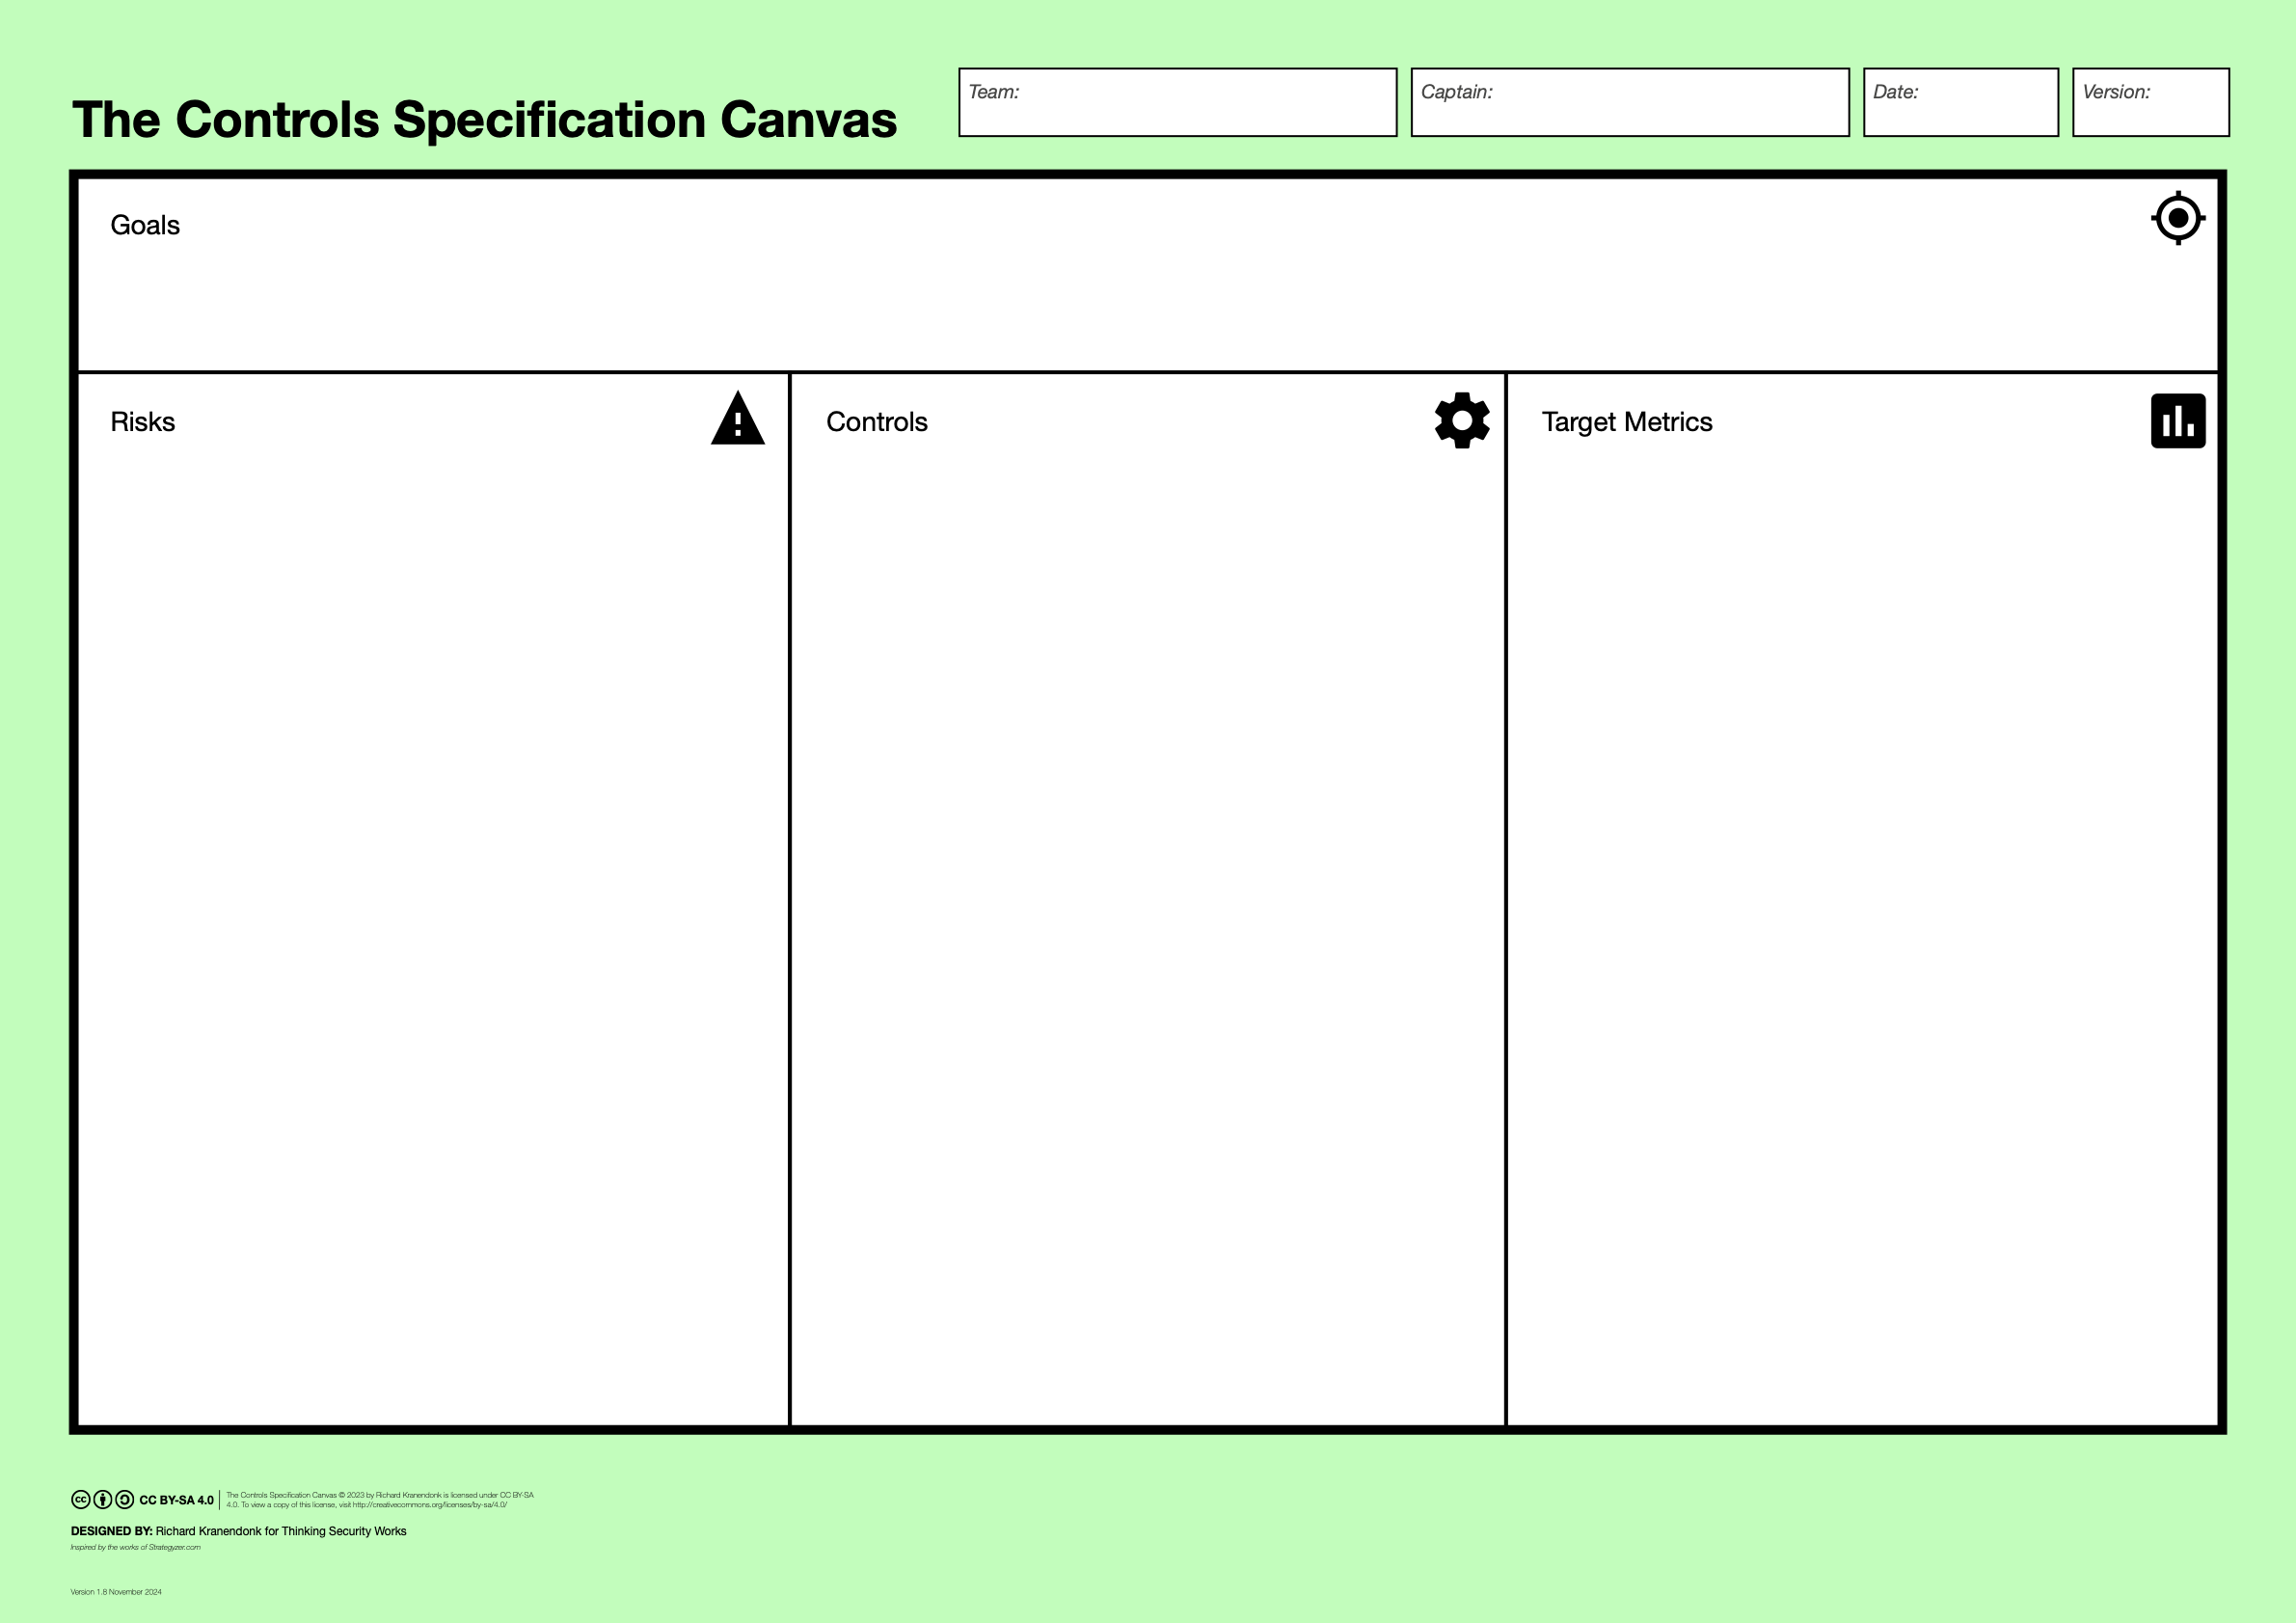 The Controls Specification Canvas
Team:
Captain:
Date:
Version:
Goals
Risks
Controls
Target Metrics
CC BY-SA 4.0
The Controls Specification Canvas © 2023 by Richard Kranendonk is licensed under CC BY-SA
4.0. To view a copy of this license, visit http://creativecommons.org/licenses/by-sa/4.0/
DESIGNED BY: Richard Kranendonk for Thinking Security Works
Inspired by the works of Strategyzer.com
Version 1.8 November 2024